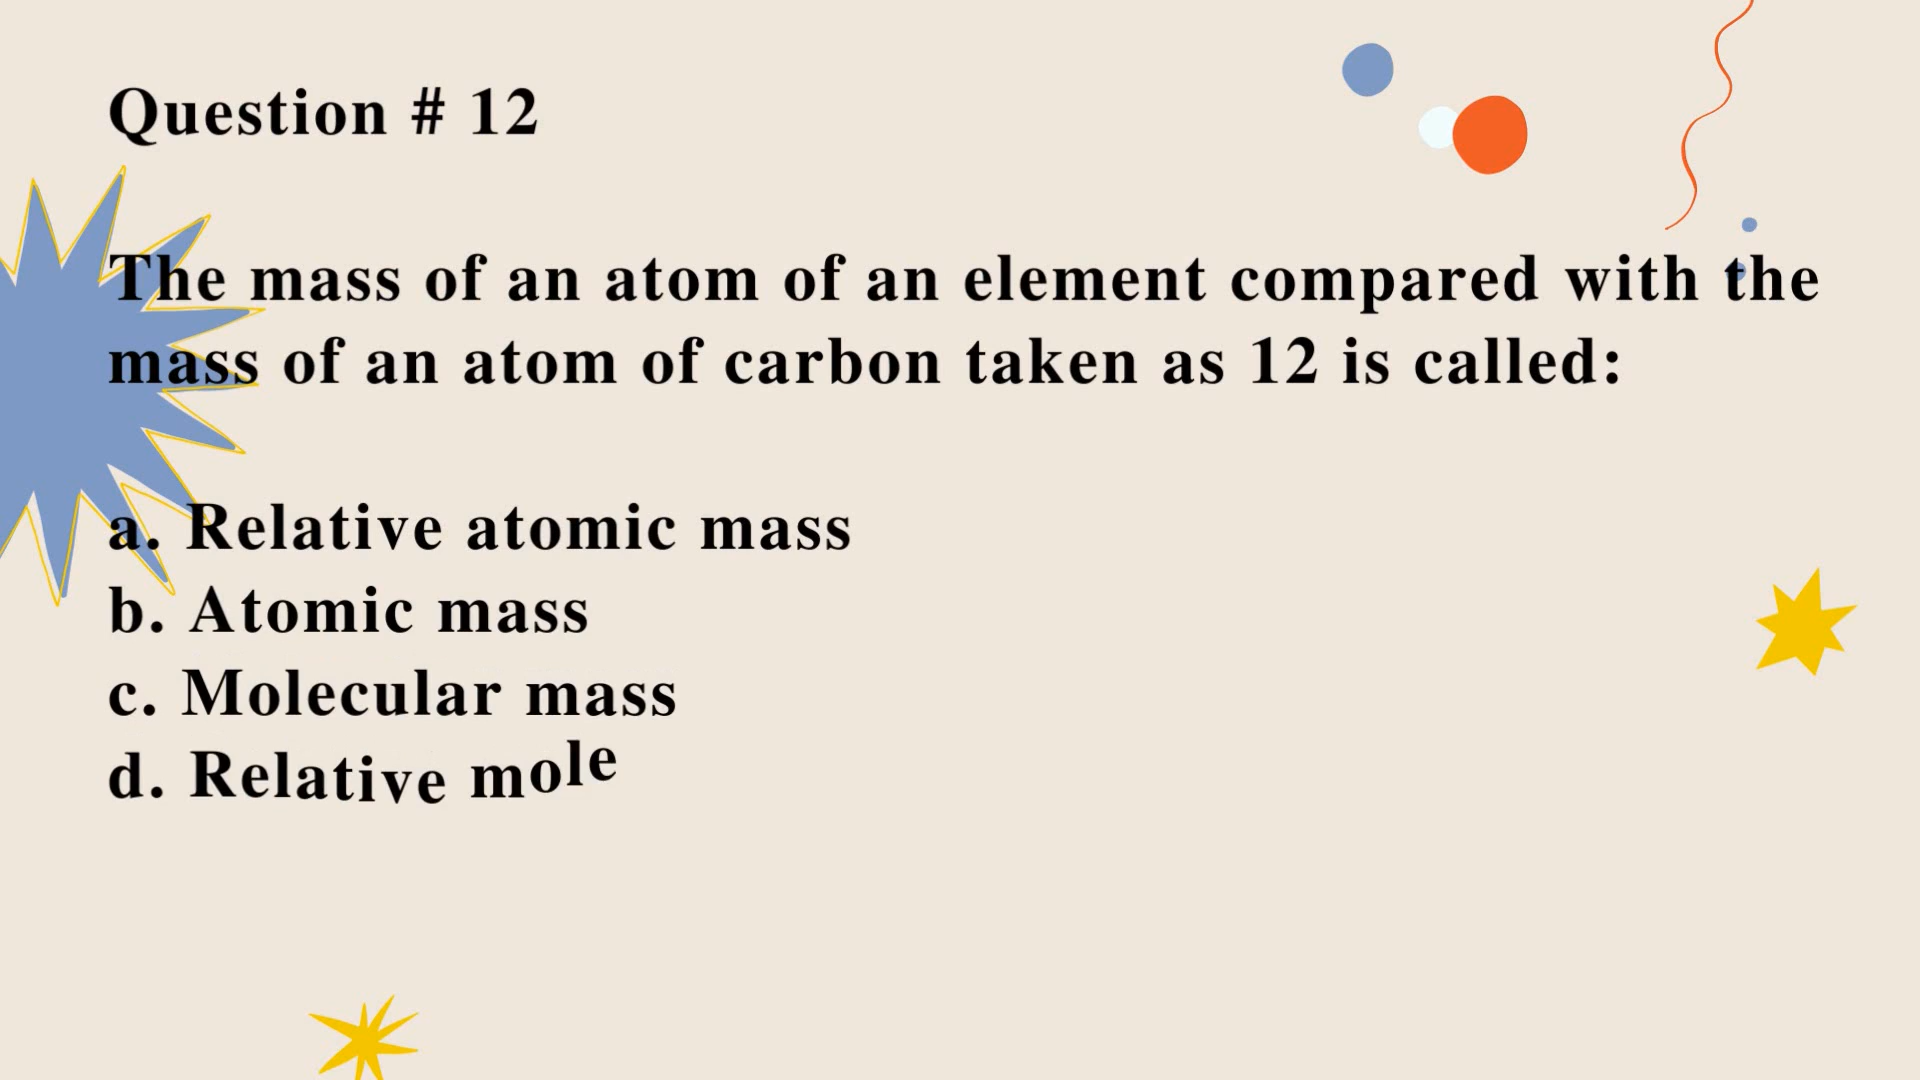 Question # 12
The mass of an atom of an element compared with the
mass of an atom of carbon taken as 12 is called:
a. Relative atomic mass
b. Atomic mass
c. Molecular mass
d. Relative mole